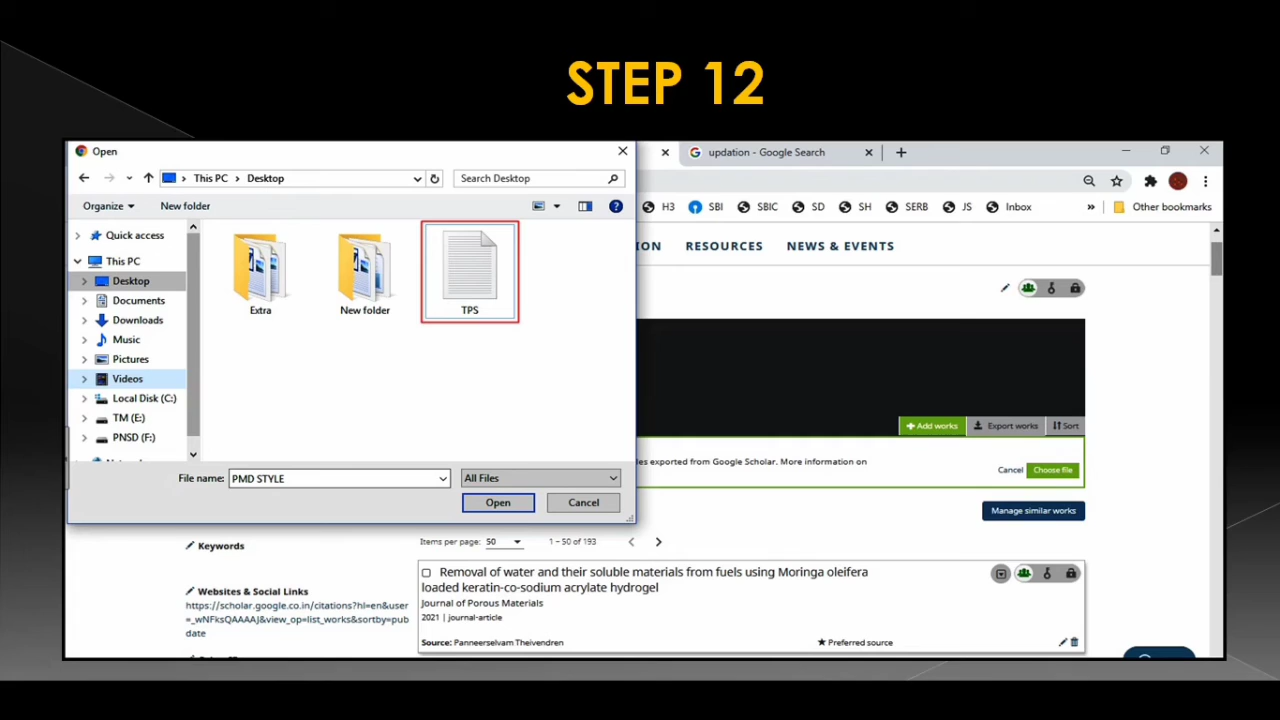 STEP 12
Open
updation - Google Search
This PC
Desktop
Search Desktop
H3
SBI
SBIC
SD
SH
SERB
JS
Inbox
»
Other bookmarks
Organize
New folder
ION
RESOURCES
NEWS & EVENTS
Quick access
This PC
Desktop
Documents
Downloads
Music
Pictures
Videos
Local Disk (C:)
TM (E:)
PNSD (F:)
Extra
New folder
TPS
Add works
Export works
Sort
les exported from Google Scholar. More information on
Cancel
Choose file
File name:
PMD STYLE
All Files
Open
Cancel
Manage similar works
Keywords
Items per page:
50
1 – 50 of 193
Websites & Social Links
https://scholar.google.co.in/citations?hl=en&user
=_wNFksQAAAAJ&view_op=list_works&sortby=pub
date
Removal of water and their soluble materials from fuels using Moringa oleifera
loaded keratin-co-sodium acrylate hydrogel
Journal of Porous Materials
2021 | journal-article
Source: Panneerselvam Theivendren
Preferred source